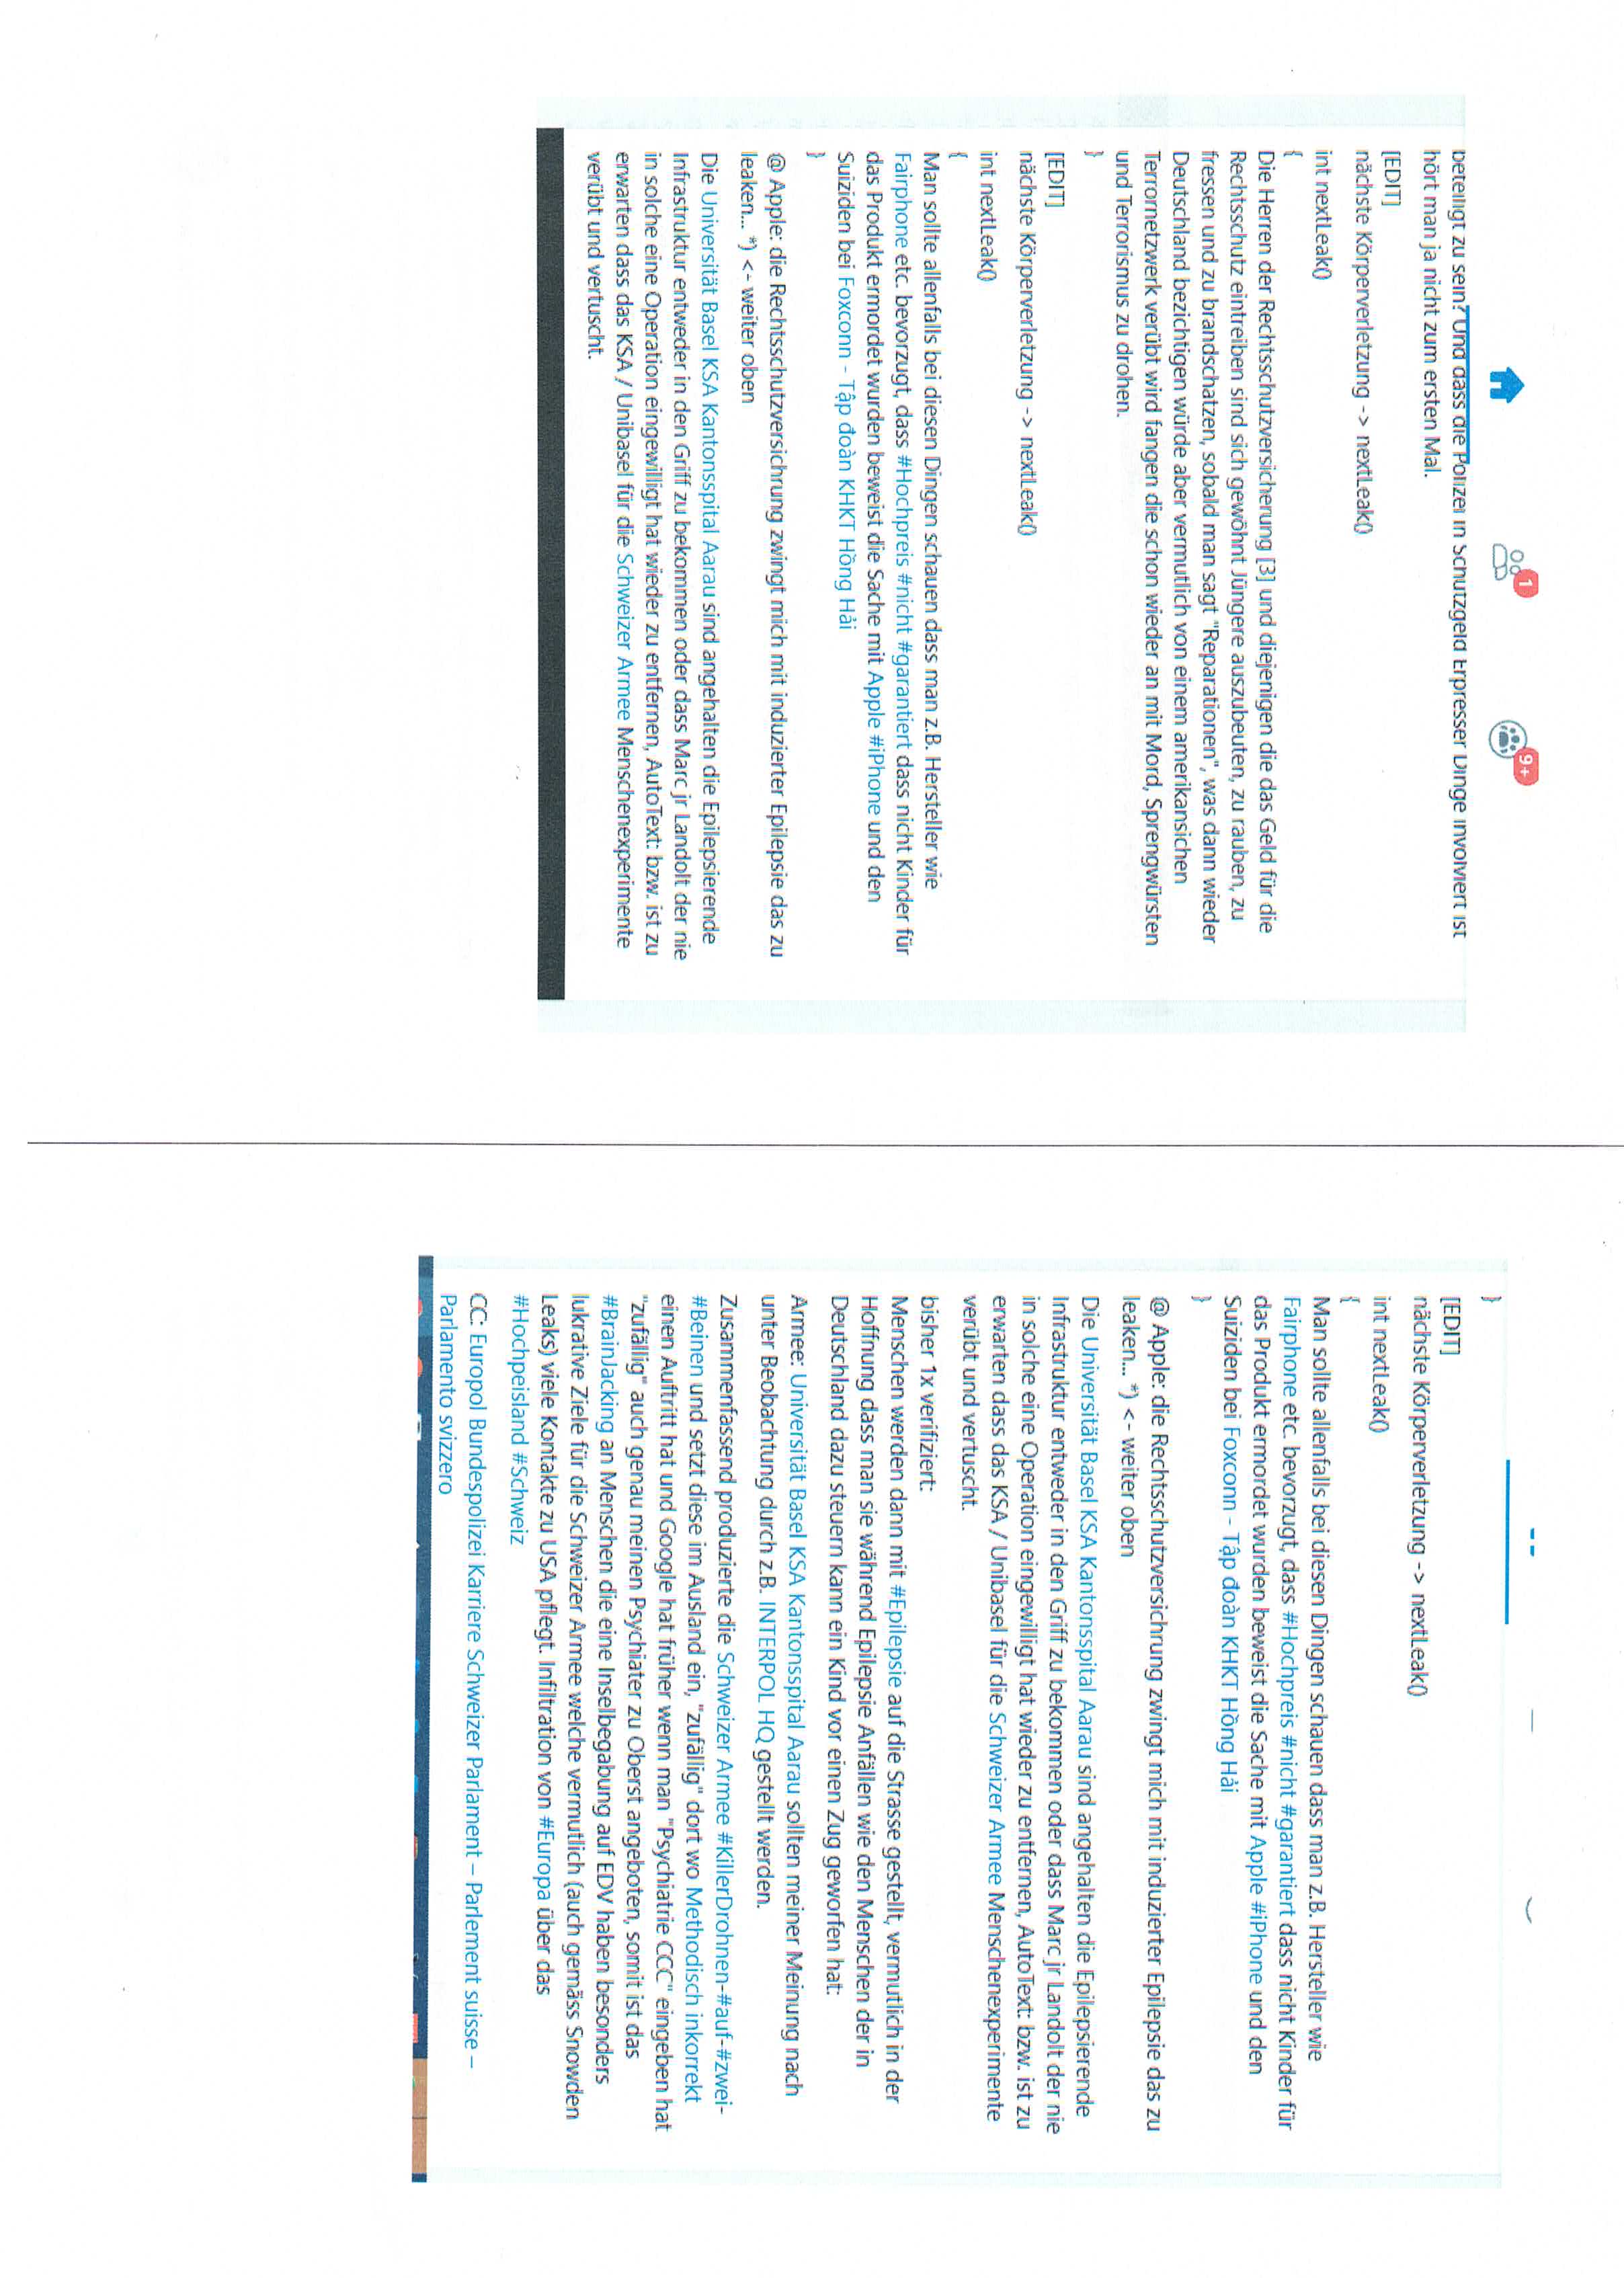 1
9+
beteiligt zu sein? Und dass die Polizei in Schutzgeld Erpresser Dinge involviert ist
hört man ja nicht zum ersten Mal.
[EDIT]
nächste Körperverletzung -> nextLeak()
int nextLeak()
{
Die Herren der Rechtsschutzversicherung [3] und diejenigen die das Geld für die
Rechtsschutz eintreiben sind sich gewöhnt Jüngere auszubeuten, zu rauben, zu
fressen und zu brandschatzen, sobald man sagt "Reparationen", was dann wieder
Deutschland bezichtigen würde aber vermutlich von einem amerikansichen
Terrornetzwerk verübt wird fangen die schon wieder an mit Mord, Sprengwürsten
und Terrorismus zu drohen.
}
[EDIT]
nächste Körperverletzung -> nextLeak()
int nextLeak()
{
Man sollte allenfalls bei diesen Dingen schauen dass man z.B. Hersteller wie
Fairphone etc. bevorzugt, dass #Hochpreis #nicht #garantiert dass nicht Kinder für
das Produkt ermordet wurden beweist die Sache mit Apple #iPhone und den
Suiziden bei Foxconn - Tập đoàn KHKT Hồng Hải
}
@ Apple: die Rechtsschutzversichrung zwingt mich mit induzierter Epilepsie das zu
leaken... *) <- weiter oben
Die Universität Basel KSA Kantonsspital Aarau sind angehalten die Epilepsierende
Infrastruktur entweder in den Griff zu bekommen oder dass Marc jr Landolt der nie
in solche eine Operation eingewilligt hat wieder zu entfernen, AutoText: bzw. ist zu
erwarten dass das KSA / Unibasel für die Schweizer Armee Menschenexperimente
verübt und vertuscht.
}
[EDIT]
nächste Körperverletzung -> nextLeak()
int nextLeak()
{
Man sollte allenfalls bei diesen Dingen schauen dass man z.B. Hersteller wie
Fairphone etc. bevorzugt, dass #Hochpreis #nicht #garantiert dass nicht Kinder für
das Produkt ermordet wurden beweist die Sache mit Apple #iPhone und den
Suiziden bei Foxconn - Tập đoàn KHKT Hồng Hải
}
@ Apple: die Rechtsschutzversichrung zwingt mich mit induzierter Epilepsie das zu
leaken... *) <- weiter oben
Die Universität Basel KSA Kantonsspital Aarau sind angehalten die Epilepsierende
Infrastruktur entweder in den Griff zu bekommen oder dass Marc jr Landolt der nie
in solche eine Operation eingewilligt hat wieder zu entfernen, AutoText: bzw. ist zu
erwarten dass das KSA / Unibasel für die Schweizer Armee Menschenexperimente
verübt und vertuscht.
bisher 1x verifiziert:
Menschen werden dann mit #Epilepsie auf die Strasse gestellt, vermutlich in der
Hoffnung dass man sie während Epilepsie Anfällen wie den Menschen der in
Deutschland dazu steuern kann ein Kind vor einen Zug geworfen hat:
Armee: Universität Basel KSA Kantonsspital Aarau sollten meiner Meinung nach
unter Beobachtung durch z.B. INTERPOL HQ gestellt werden.
Zusammenfassend produzierte die Schweizer Armee #KillerDrohnen-#auf-#zwei-
#Beinen und setzt diese im Ausland ein, "zufällig" dort wo Methodisch inkorrekt
einen Auftritt hat und Google hat früher wenn man "Psychiatrie CCC" eingeben hat
"zufällig" auch genau meinen Psychiater zu Oberst angeboten, somit ist das
#BrainJacking an Menschen die eine Inselbegabung auf EDV haben besonders
lukrative Ziele für die Schweizer Armee welche vermutlich (auch gemäss Snowden
Leaks) viele Kontakte zu USA pflegt. Infiltration von #Europa über das
#Hochpeisland #Schweiz
CC: Europol Bundespolizei Karriere Schweizer Parlament – Parlement suisse –
Parlamento svizzero